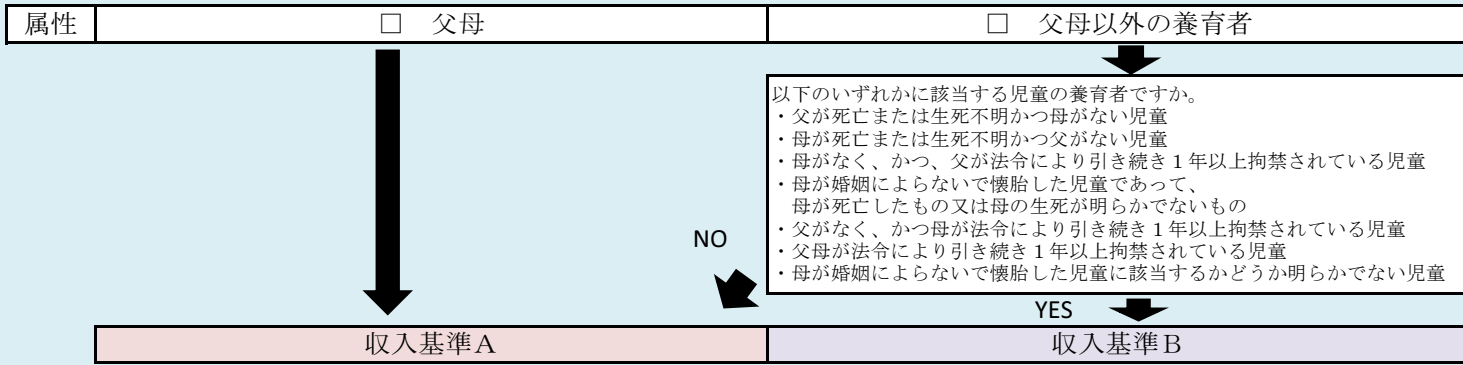 属性 □ 父母 □ 父母以外の養育者
以下のいずれかに該当する児童の養育者ですか。
・父が死亡または生死不明かつ母がない児童
・母が死亡または生死不明かつ父がない児童
・母がなく、かつ、父が法令により引き続き１年以上拘禁されている児童
・母が婚姻によらないで懐胎した児童であって、
母が死亡したもの又は母の生死が明らかでないもの
・父がなく、かつ母が法令により引き続き１年以上拘禁されている児童
・父母が法令により引き続き１年以上拘禁されている児童
・母が婚姻によらないで懐胎した児童に該当するかどうか明らかでない児童
NO
YES
収入基準Ａ 収入基準Ｂ